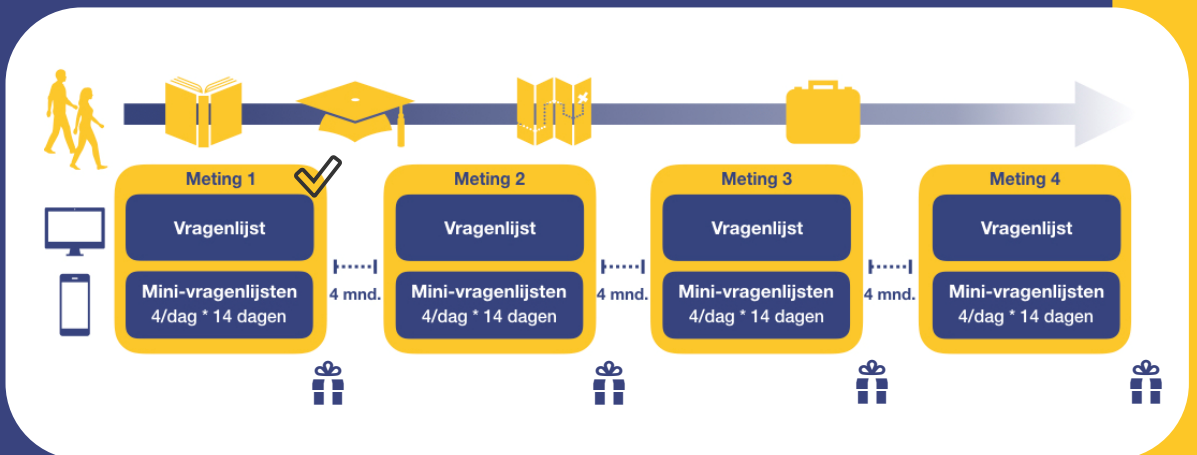 Meting 1
Vragenlijst
Mini-vragenlijsten
4/dag * 14 dagen
4 mnd.
Meting 2
Vragenlijst
Mini-vragenlijsten
4/dag * 14 dagen
4 mnd.
Meting 3
Vragenlijst
Mini-vragenlijsten
4/dag * 14 dagen
4 mnd.
Meting 4
Vragenlijst
Mini-vragenlijsten
4/dag * 14 dagen